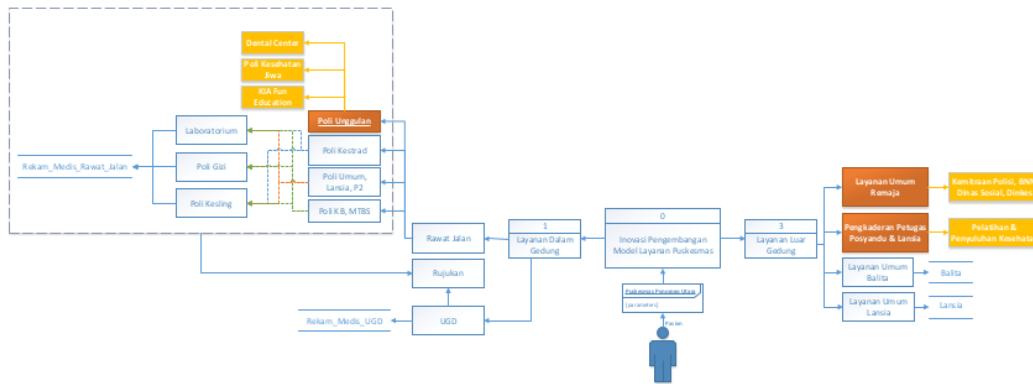 Dental Center
Poli Kesehatan
Jiwa
KIA Fun
Education
Poli Unggulan
Laboratorium
Poli Kestrad
Rekam_Medis_Rawat_Jalan
Poli Gizi
Poli Umum,
Lansia, P2
Poli Kesling
Poli KB, MTBS
Rawat Jalan
1
Layanan Dalam
Gedung
0
Inovasi Pengembangan
Model Layanan Puskesmas
3
Layanan Luar
Gedung
Layanan Umum
Remaja
Kemitraan Polisi, BNN
Dinas Sosial, Dinkes
Pengkaderan Petugas
Posyandu & Lansia
Pelatihan &
Penyuluhan Kesehata
Layanan Umum
Balita
Balita
Layanan Umum
Lansia
Lansia
Rujukan
Rekam_Medis_UGD
UGD
Puskesmas
[parameters]
Pasien